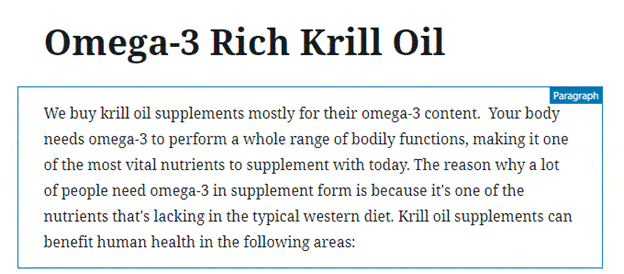 Omega-3 Rich Krill Oil
Paragraph
We buy krill oil supplements mostly for their omega-3 content.  Your body
needs omega-3 to perform a whole range of bodily functions, making it one
of the most vital nutrients to supplement with today. The reason why a lot
of people need omega-3 in supplement form is because it's one of the
nutrients that's lacking in the typical western diet. Krill oil supplements can
benefit human health in the following areas: